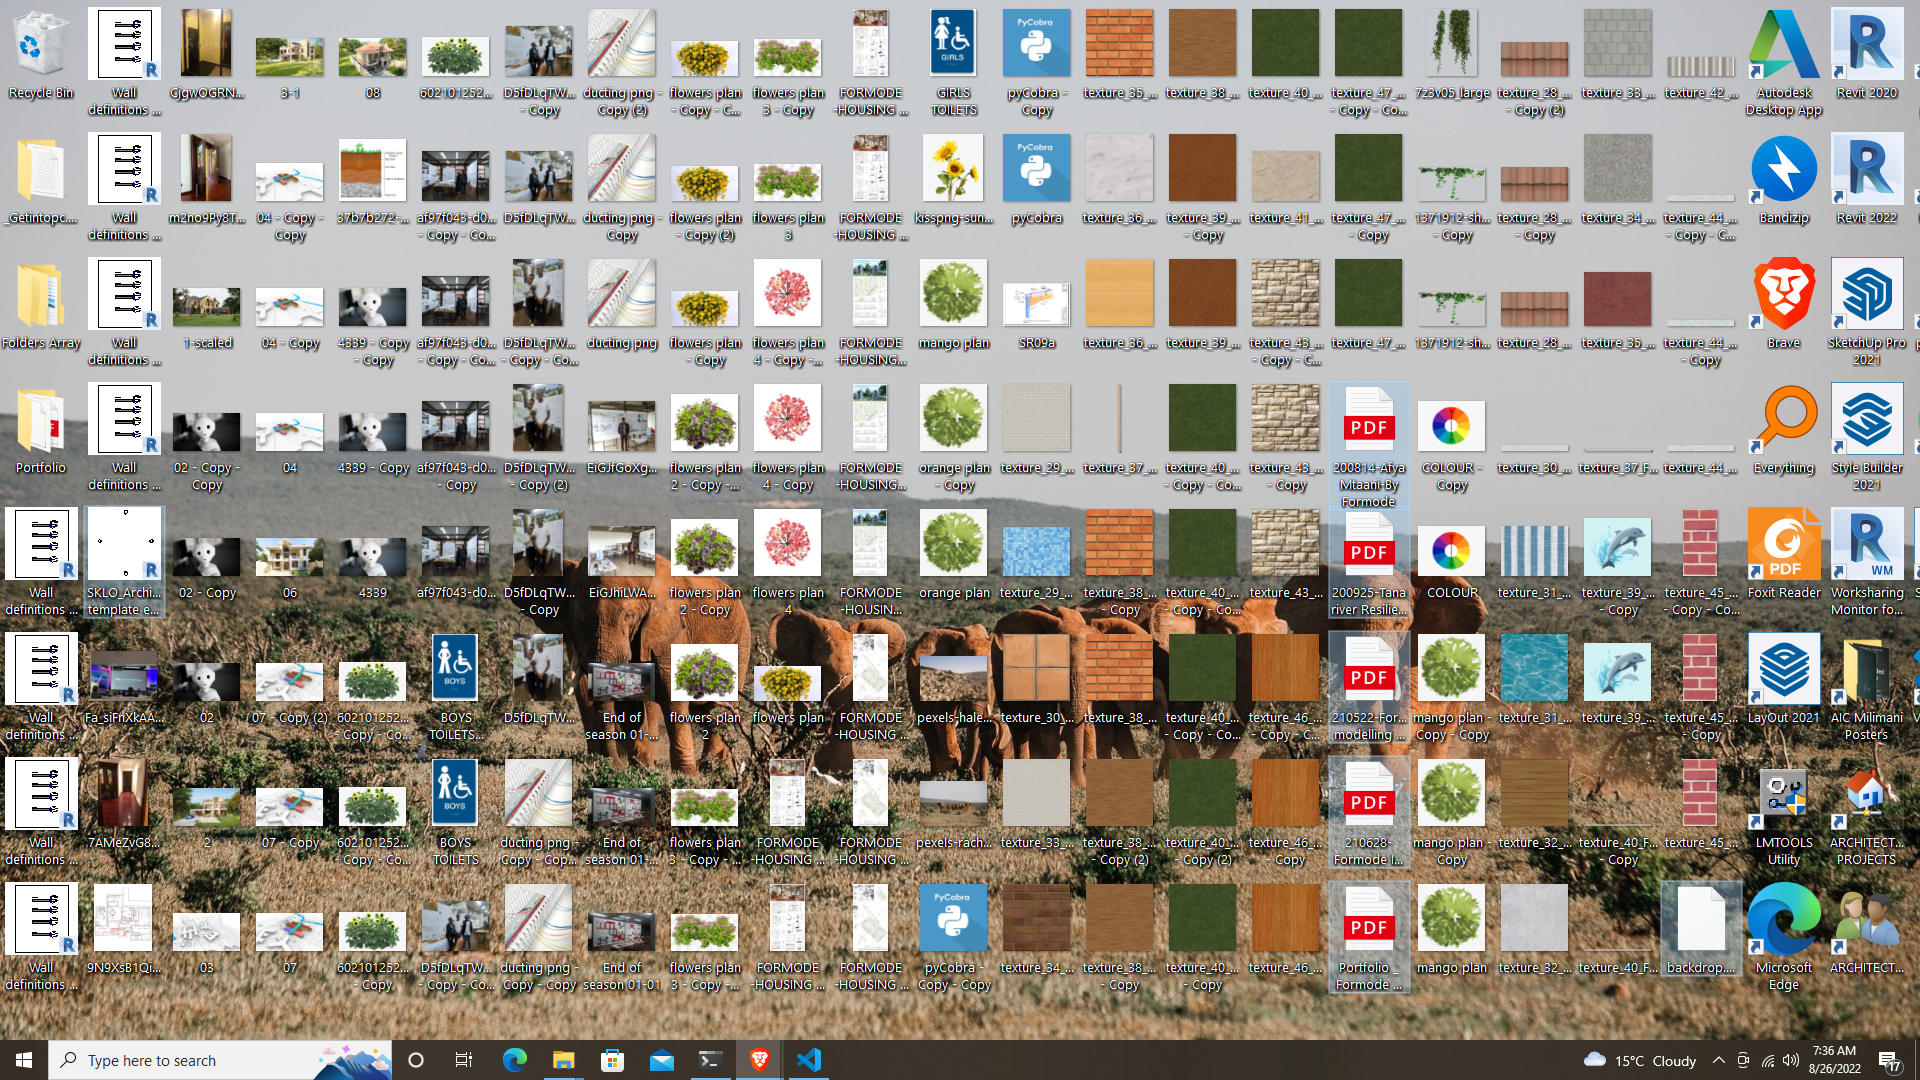 Recycle Bin
Wall definitions ...
CjgwOGRN...
3-1
08
602101252...
D5fDLqTW... - Copy
ducting png - Copy (2)
flowers plan - Copy - C...
flowers plan 3 - Copy
FORMODE -HOUSING ...
GIRLS
GIRLS TOILETS
PyCobra
pyCobra - Copy
texture_35_...
texture_38_...
texture_40_...
texture_47_... - Copy - Co...
7z3v05_large
texture_28_... - Copy (2)
texture_33_...
texture_42_...
Autodesk Desktop App
Revit 2020
_Getintopc....
Wall definitions ...
m2no9Py8T...
04 - Copy - Copy
37b7b272-...
af97f043-d0... - Copy - Co...
D5fDLqTW...
ducting png - Copy
flowers plan - Copy (2)
flowers plan 3
FORMODE -HOUSING ...
kisspng-sun...
PyCobra
pyCobra
texture_36_...
texture_39_... - Copy
texture_41_...
texture_47_... - Copy
1371912-sh... - Copy
texture_28_... - Copy
texture_34_...
texture_44_... - Copy - C...
Bandizip
Revit 2022
Folders Array
Wall definitions ...
1-scaled
04 - Copy
4339 - Copy - Copy
af97f043-d0... - Copy - Co...
D5fDLqTW... - Copy - Co...
ducting png
flowers plan - Copy
flowers plan 4 - Copy -...
FORMODE -HOUSING ...
mango plan
SR09a
texture_36_...
texture_39_...
texture_43_... - Copy - C...
texture_47_...
1371912-sh...
texture_28_...
texture_35_...
texture_44_... - Copy
Brave
SketchUp Pro 2021
Portfolio
Wall definitions ...
02 - Copy - Copy
04
4339 - Copy
af97f043-d0... - Copy
D5fDLqTW... - Copy (2)
EiGJfGoXg...
flowers plan 2 - Copy -...
flowers plan 4 - Copy
FORMODE -HOUSING ...
orange plan - Copy
texture_29_...
texture_37_...
texture_40_... - Copy - Co...
texture_43_... - Copy
PDF
200814-Afya Mtaani-By Formode
COLOUR - Copy
texture_30_...
texture_37_F...
texture_44_...
Everything
Style Builder 2021
Wall definitions ...
SKLO_Archi... template e...
02 - Copy
06
4339
af97f043-d0...
D5fDLqTW... - Copy
EiGJhiLWA...
flowers plan 2 - Copy
flowers plan 4
FORMODE -HOUSIN...
orange plan
texture_29_...
texture_38_... - Copy
texture_40_... - Copy - Co...
texture_43_...
PDF
200925-Tana river Resilie...
COLOUR
texture_31_...
texture_39_... - Copy
texture_45_... - Copy - Co...
PDF
Foxit Reader
WM
Worksharing Monitor fo...
Wall definitions ...
Fa_siFnXkAA...
02
07 - Copy (2)
602101252... - Copy - Co...
BOYS
BOYS TOILETS...
D5fDLqTW...
End of season 01-...
flowers plan 2
flowers plan
FORMODE -HOUSING ...
pexels-hale...
texture_30_...
texture_38_...
texture_40_... - Copy - Co...
texture_46_... - Copy - C...
PDF
210522-For... modelling ...
mango plan - Copy - Copy
texture_31_...
texture_39_...
texture_45_... - Copy
LayOut 2021
AIC Milimani Posters
Wall definitions ...
7AMeZvG8...
2
07 - Copy
602101252... - Copy - Co...
BOYS
BOYS TOILETS
ducting png - Copy - Cop...
End of season 01-...
flowers plan 3 - Copy - ...
FORMODE -HOUSING ...
FORMODE -HOUSING ...
pexels-rach...
texture_33_...
texture_38_... - Copy (2)
texture_40_... - Copy (2)
texture_46_... - Copy
PDF
210628- Formode I...
mango plan - Copy
texture_32_...
texture_40_F... - Copy
texture_45_...
LMTOOLS Utility
ARCHITECT... PROJECTS
Wall definitions ...
9N9XsB1Qi...
03
07
602101252... - Copy
D5fDLqTW... - Copy - Co...
ducting png - Copy - Copy
End of season 01-01
flowers plan 3 - Copy -...
FORMODE -HOUSING ...
FORMODE -HOUSING ...
PyCobra
pyCobra - Copy - Copy
texture_34_...
texture_38_... - Copy
texture_40_... - Copy
texture_46_...
PDF
Portfolio _ Formode ...
mango plan
texture_32_...
texture_40_F...
backdrop....
Microsoft Edge
ARCHITECT...
Type here to search
15°C Cloudy
7:36 AM
8/26/2022
17